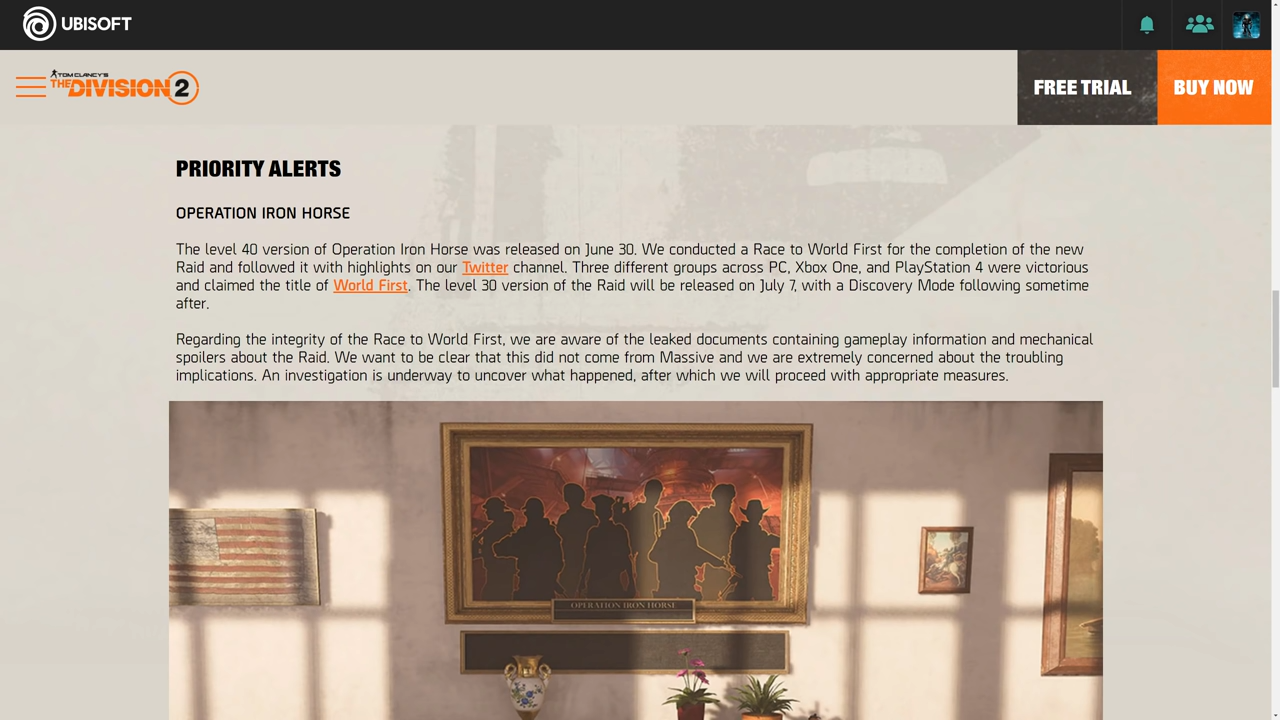 UBISOFT
TOM CLANCY'S
THE DIVISION 2
FREE TRIAL
BUY NOW
PRIORITY ALERTS
OPERATION IRON HORSE
The level 40 version of Operation Iron Horse was released on June 30. We conducted a Race to World First for the completion of the new
Raid and followed it with highlights on our Twitter channel. Three different groups across PC, Xbox One, and PlayStation 4 were victorious
and claimed the title of World First. The level 30 version of the Raid will be released on July 7, with a Discovery Mode following sometime
after.
Regarding the integrity of the Race to World First, we are aware of the leaked documents containing gameplay information and mechanical
spoilers about the Raid. We want to be clear that this did not come from Massive and we are extremely concerned about the troubling
implications. An investigation is underway to uncover what happened, after which we will proceed with appropriate measures.
OPERATION IRON HORSE